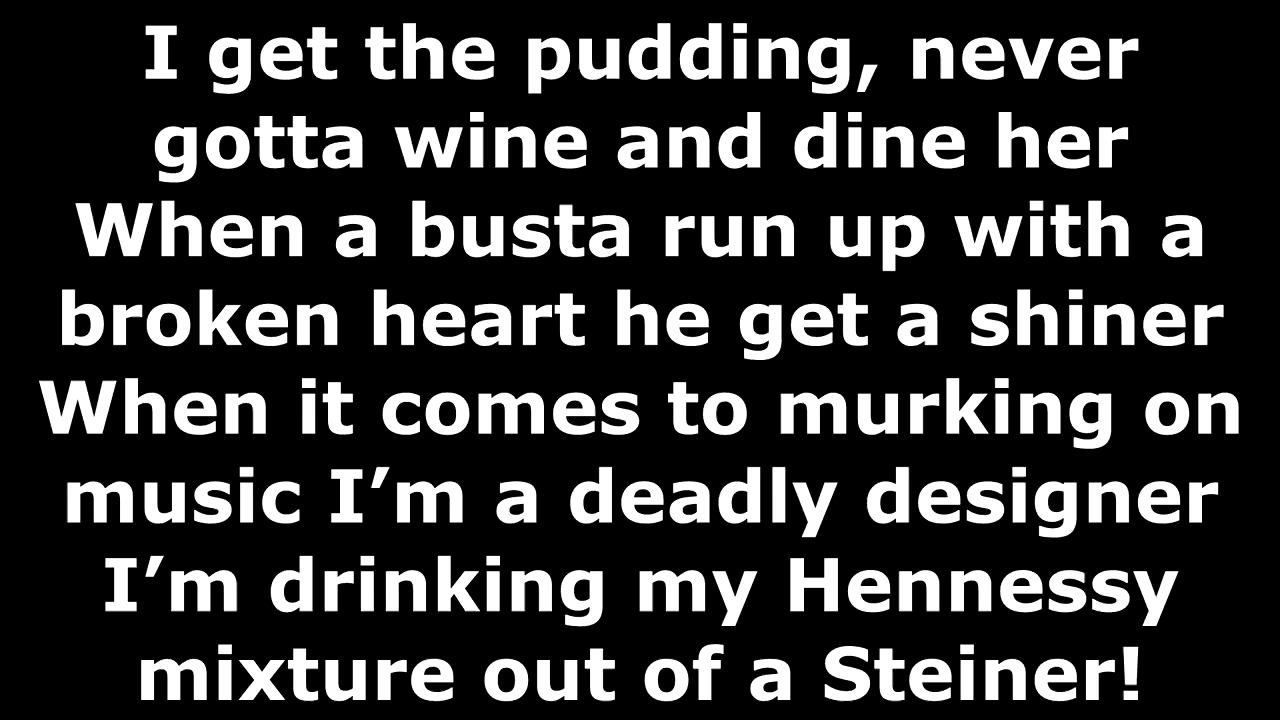 I get the pudding, never
gotta wine and dine her
When a busta run up with a
broken heart he get a shiner
When it comes to murking on
music I’m a deadly designer
I’m drinking my Hennessy
mixture out of a Steiner!